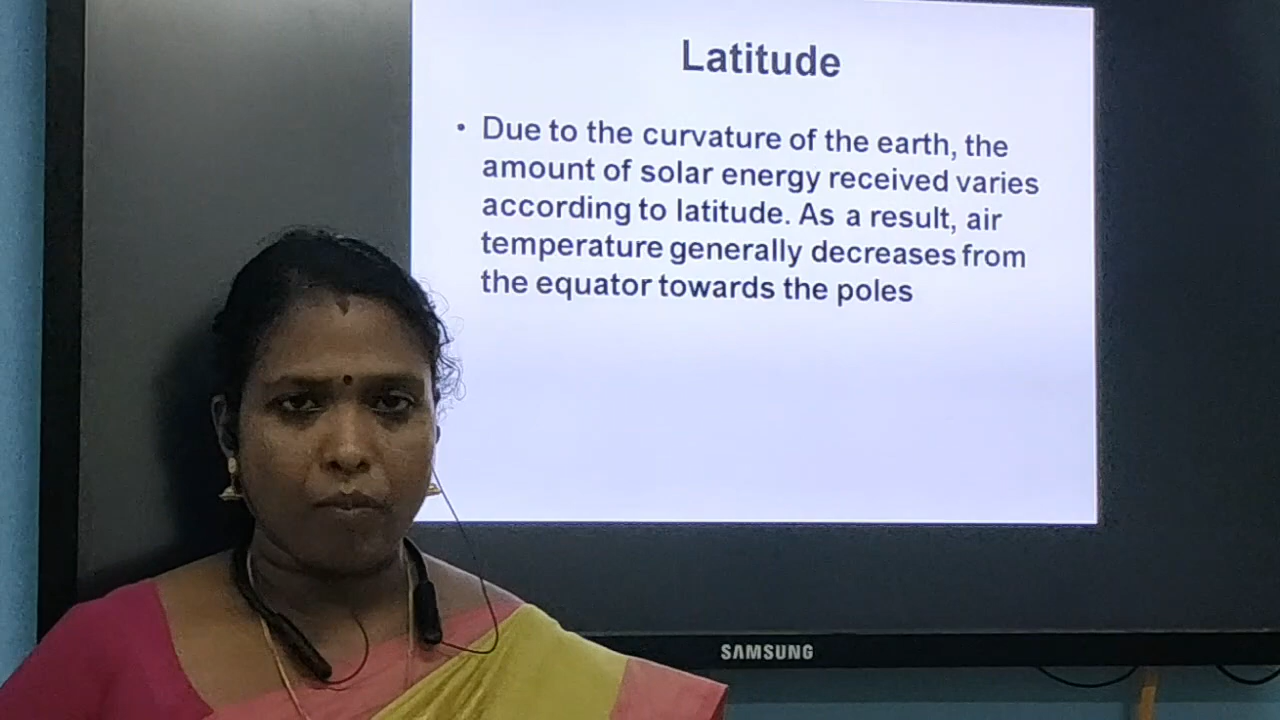 Latitude
• Due to the curvature of the earth, the
amount of solar energy received varies
according to latitude. As a result, air
temperature generally decreases from
the equator towards the poles
SAMSUNG